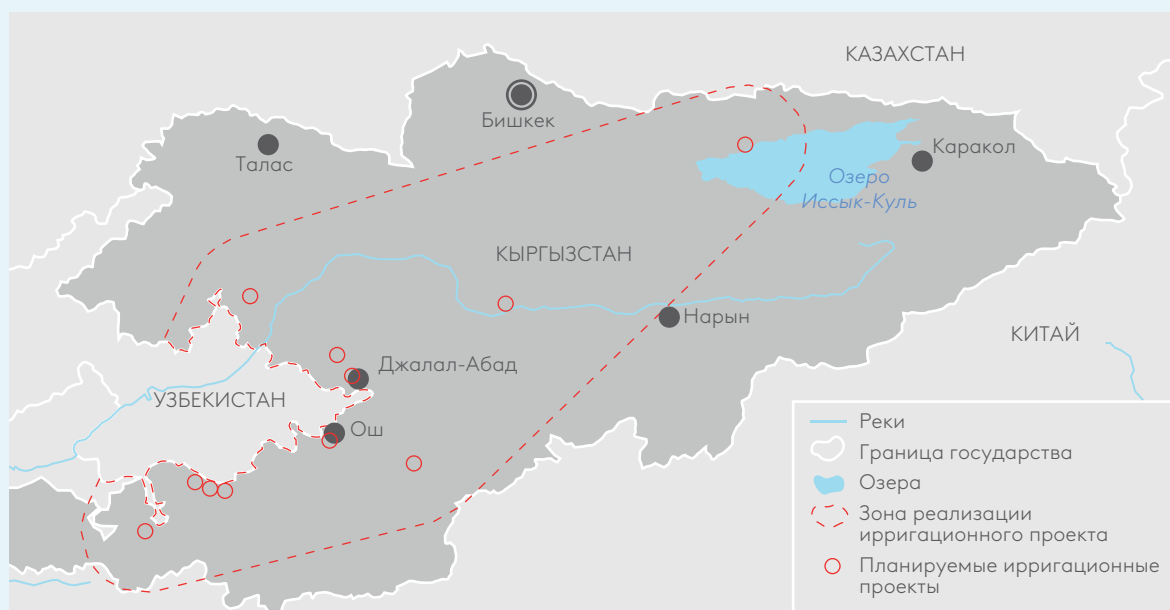 КАЗАХСТАН
Бишкек
Талас
Каракол
Озеро
Иссык-Куль
КЫРГЫЗСТАН
Нарын
КИТАЙ
Джалал-Абад
УЗБЕКИСТАН
Ош
Реки
Граница государства
Озера
Зона реализации
ирригационного проекта
Планируемые ирригационные
проекты